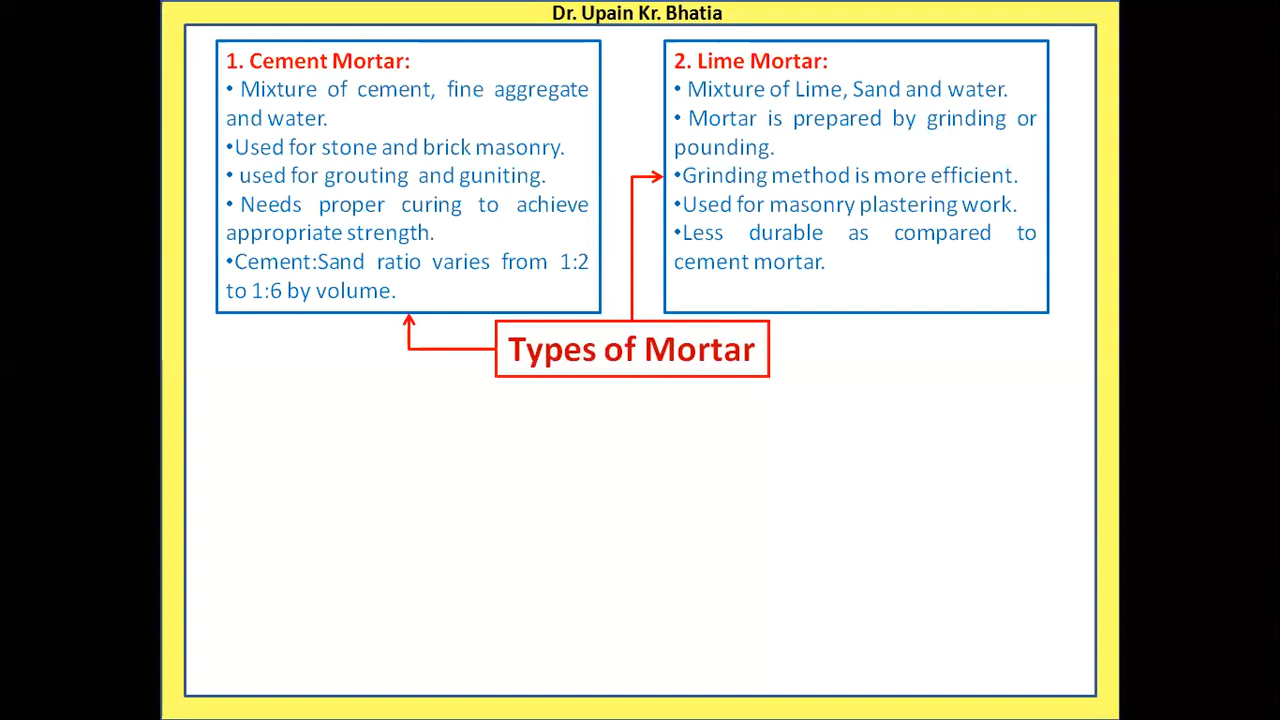 Dr. Upain Kr. Bhatia
1. Cement Mortar:
• Mixture of cement, fine aggregate
and water.
•Used for stone and brick masonry.
• used for grouting and guniting.
• Needs proper curing to achieve
appropriate strength.
•Cement:Sand ratio varies from 1:2
to 1:6 by volume.
2. Lime Mortar:
• Mixture of Lime, Sand and water.
• Mortar is prepared by grinding or
pounding.
•Grinding method is more efficient.
•Used for masonry plastering work.
•Less durable as compared to
cement mortar.
Types of Mortar